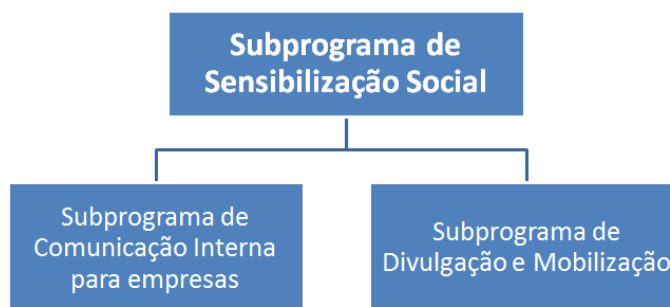 Subprograma de
Sensibilização Social
Subprograma de
Comunicação Interna
para empresas
Subprograma de
Divulgação e Mobilização